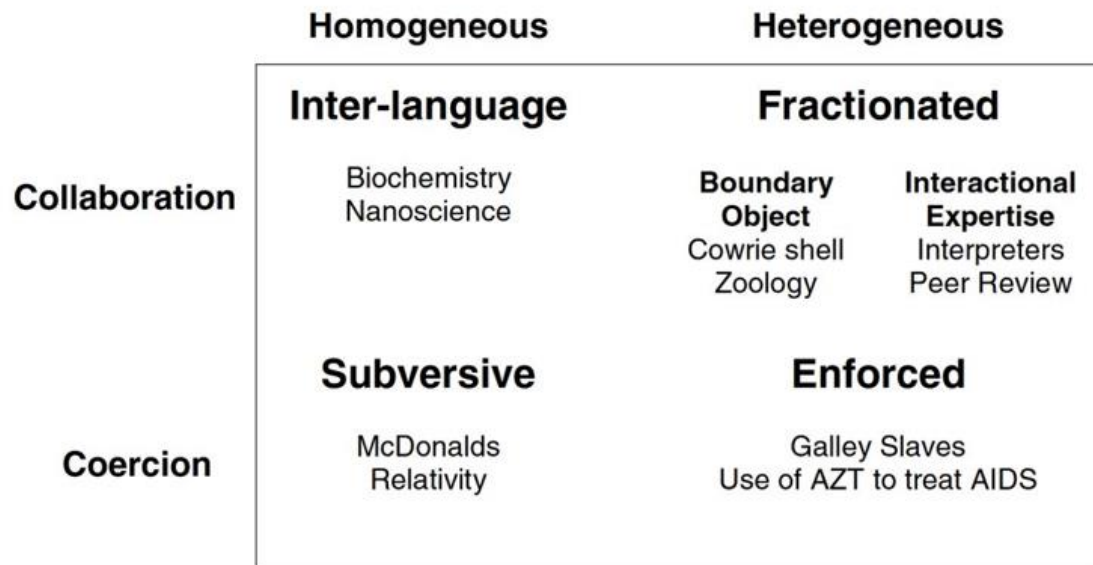 Homogeneous Heterogeneous
Inter-language Fractionated
Collaboration
Biochemistry
Nanoscience
Boundary
Object
Cowrie shell
Zoology
Interactional
Expertise
Interpreters
Peer Review
Subversive Enforced
Coercion
McDonalds
Relativity
Galley Slaves
Use of AZT to treat AIDS